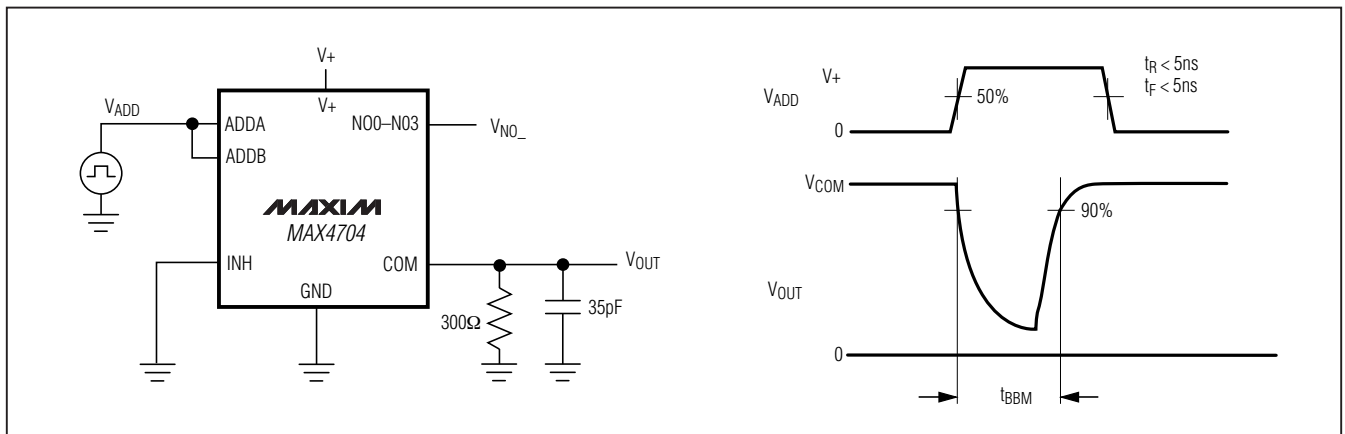 V+
V+
VADD
ADDA
ADDB
NO0–N03
VNO_
MAXIM
MAX4704
INH
COM
VOUT
GND
300Ω
35pF
V+
VADD
0
50%
tR < 5ns
tF < 5ns
VCOM
90%
VOUT
0
tBBM